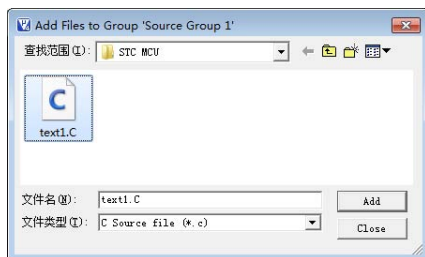 Add Files to Group 'Source Group 1'
查找范围(I): STC MCU
text1.C
文件名(N): text1.C Add
文件类型(T): C Source file (*.c) Close